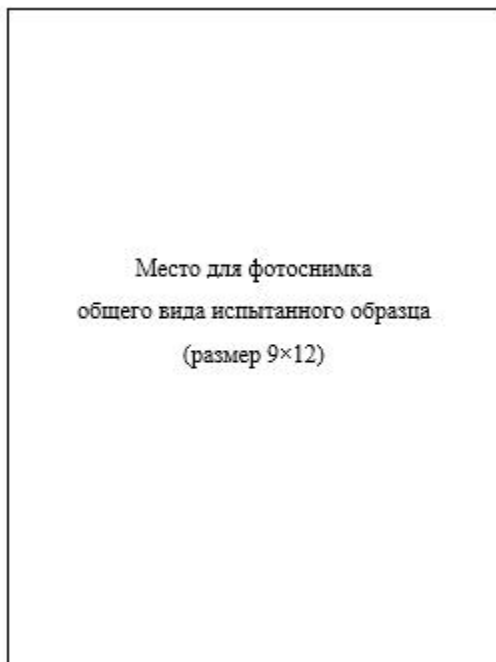 Место для фотоснимка
общего вида испытанного образца
(размер 9×12)